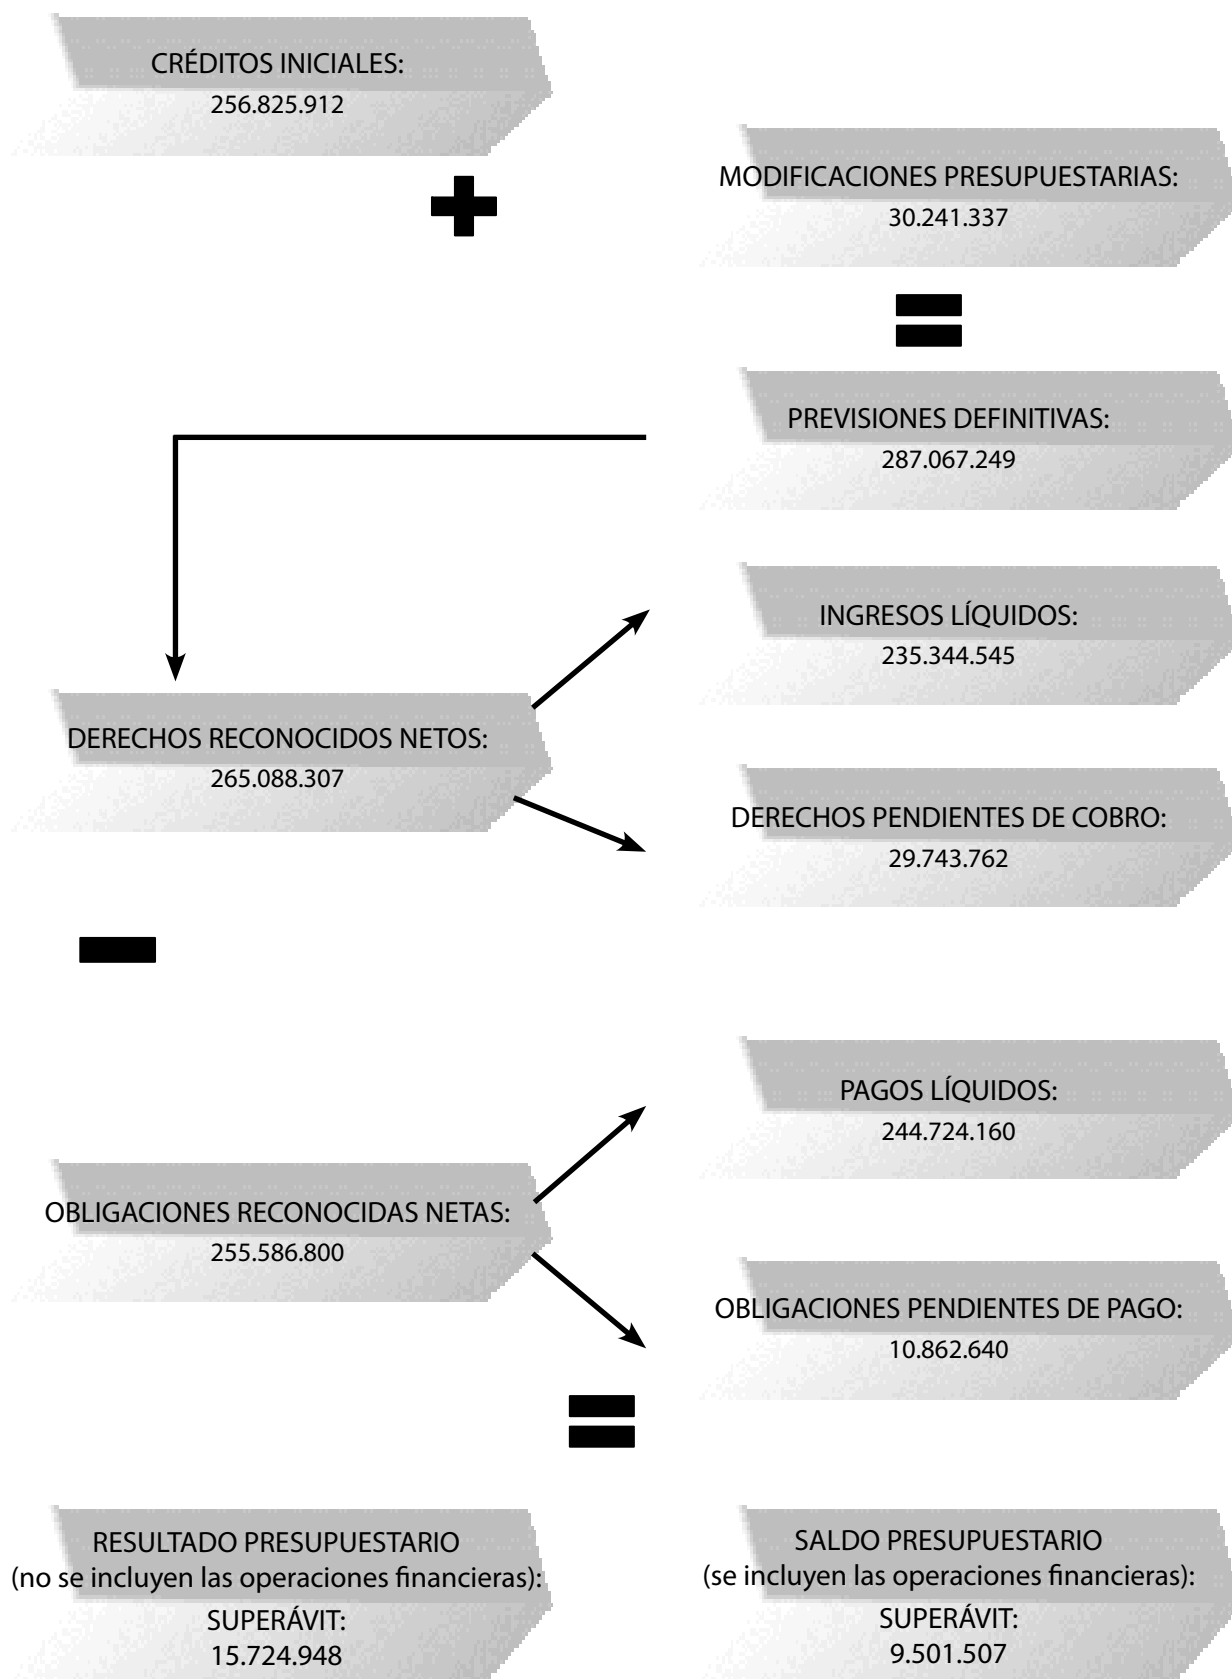 CRÉDITOS INICIALES:
256.825.912
MODIFICACIONES PRESUPUESTARIAS:
30.241.337
PREVISIONES DEFINITIVAS:
287.067.249
INGRESOS LÍQUIDOS:
235.344.545
DERECHOS RECONOCIDOS NETOS:
265.088.307
DERECHOS PENDIENTES DE COBRO:
29.743.762
PAGOS LÍQUIDOS:
244.724.160
OBLIGACIONES RECONOCIDAS NETAS:
255.586.800
OBLIGACIONES PENDIENTES DE PAGO:
10.862.640
RESULTADO PRESUPUESTARIO
(no se incluyen las operaciones financieras):
SUPERÁVIT:
15.724.948
SALDO PRESUPUESTARIO
(se incluyen las operaciones financieras):
SUPERÁVIT:
9.501.507